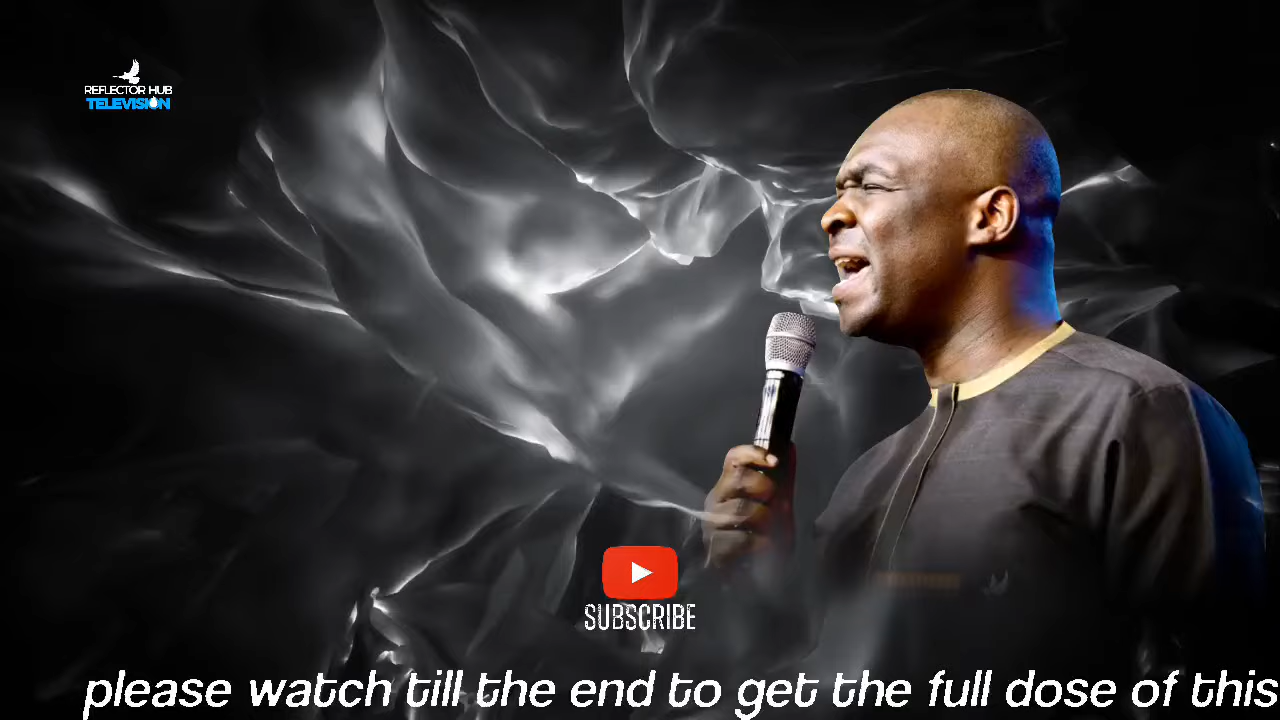 REFLECTOR HUB
TELEVISION
SUBSCRIBE
please watch till the end to get the full dose of this